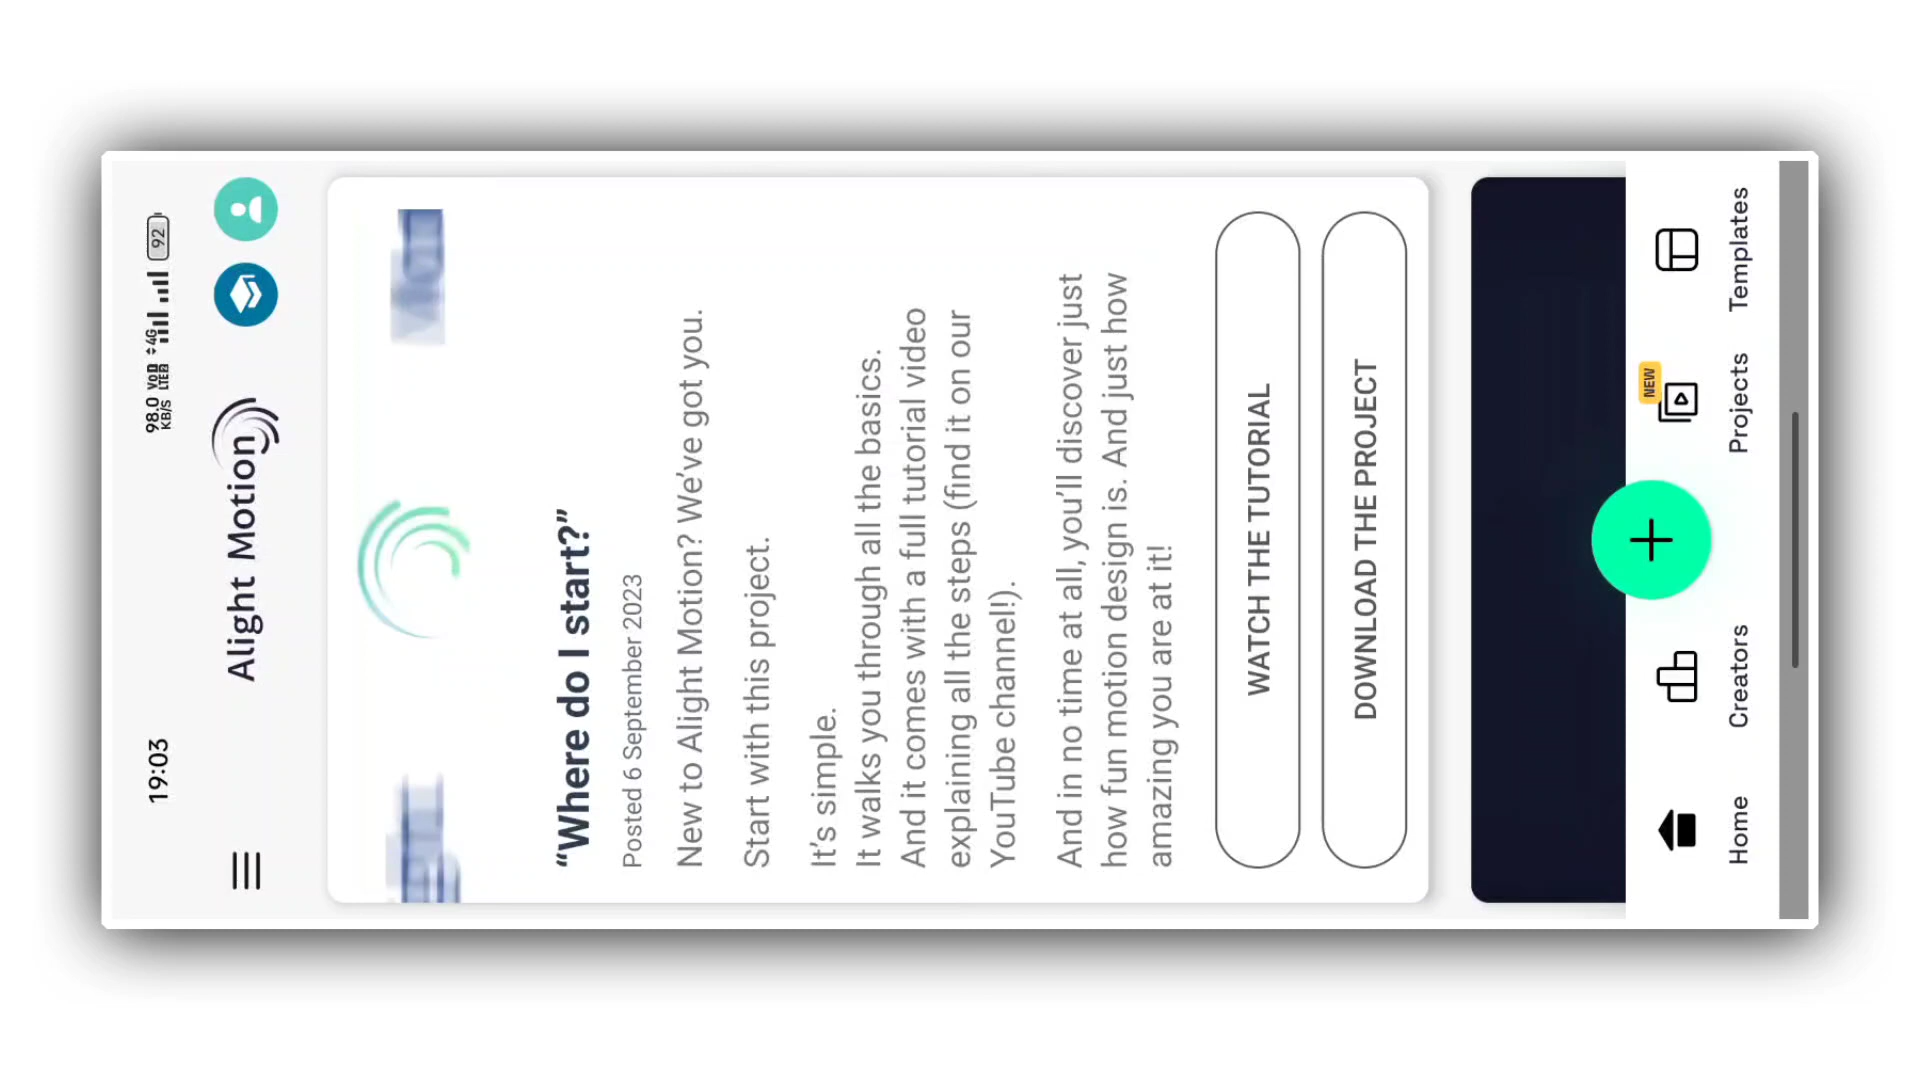 19:03
98.0 KB/S
VoD LTE2
4G
92
Alight Motion
“Where do I start?”
Posted 6 September 2023
New to Alight Motion? We’ve got you.
Start with this project.
It’s simple.
It walks you through all the basics.
And it comes with a full tutorial video
explaining all the steps (find it on our
YouTube channel!).
And in no time at all, you’ll discover just
how fun motion design is. And just how
amazing you are at it!
WATCH THE TUTORIAL
DOWNLOAD THE PROJECT
NEW
Home
Creators
Projects
Templates